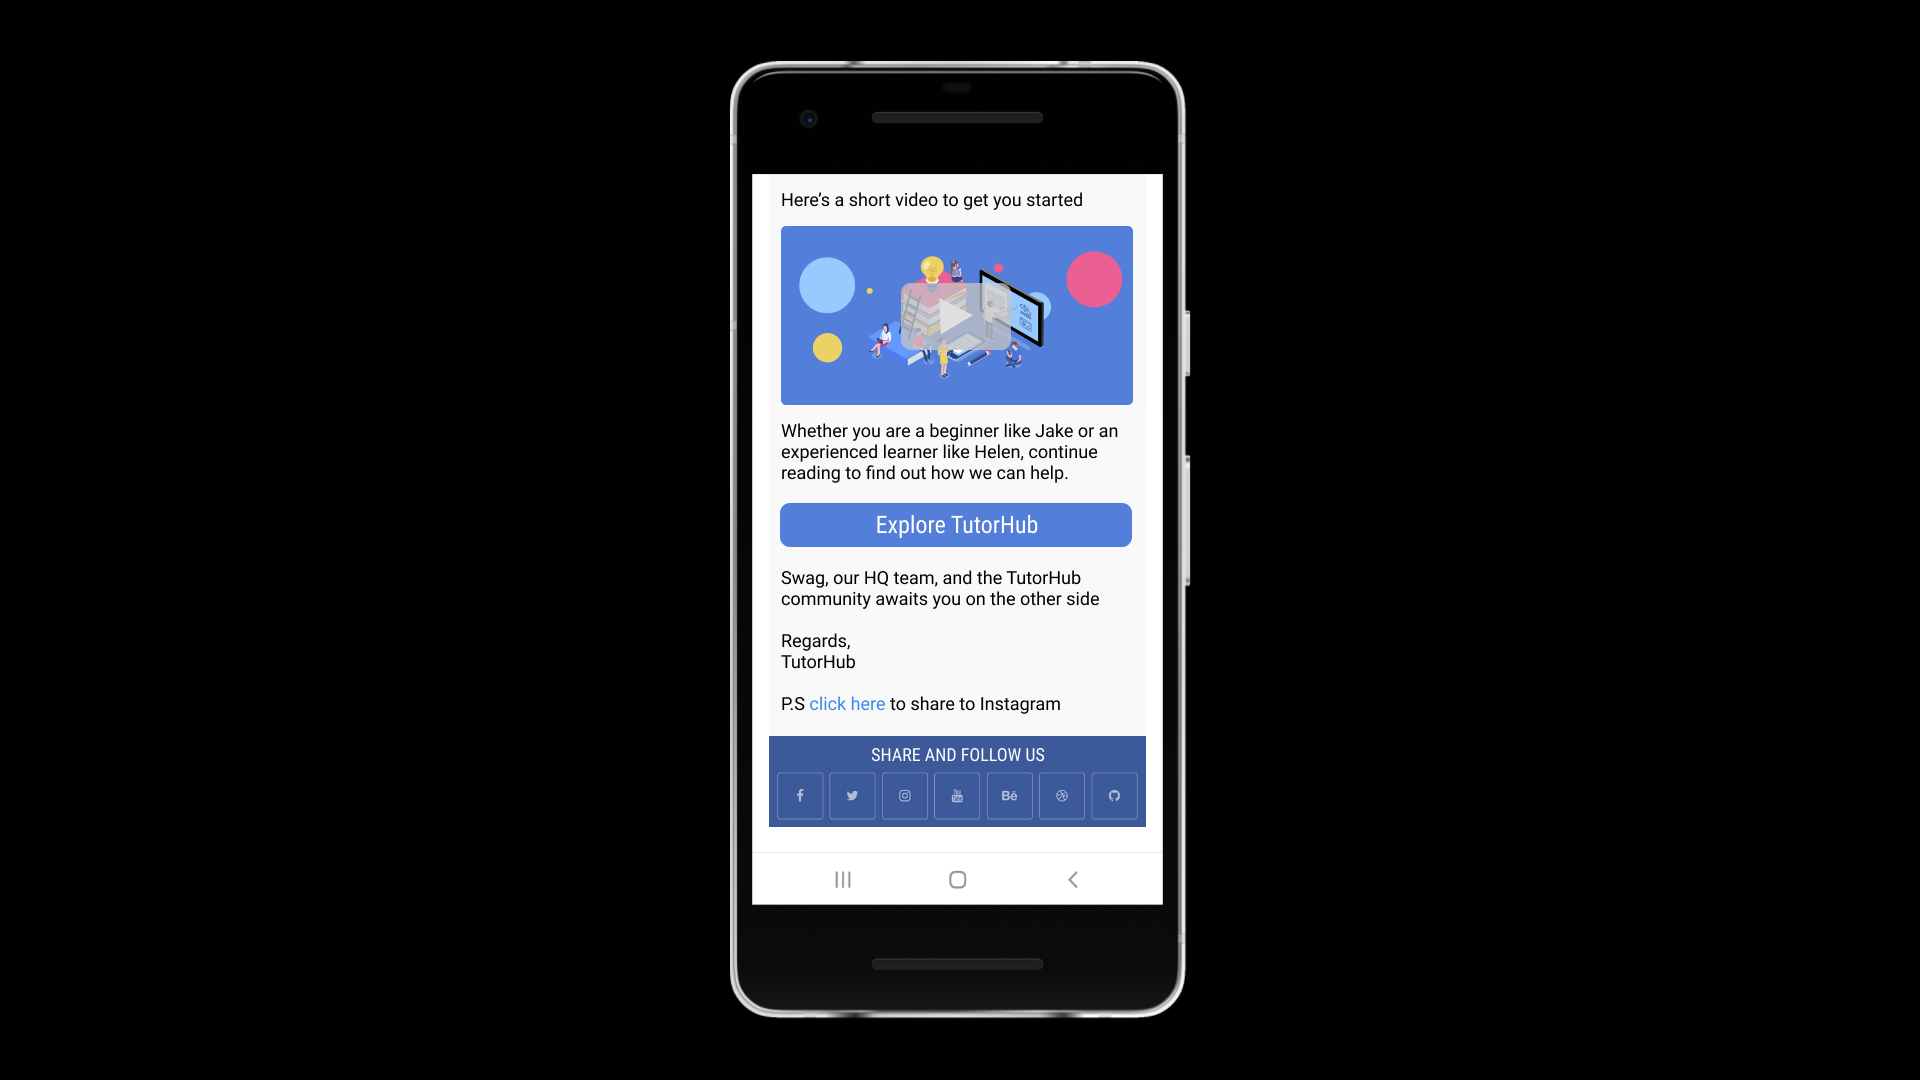 Here’s a short video to get you started
Whether you are a beginner like Jake or an
experienced learner like Helen, continue
reading to find out how we can help.
Explore TutorHub
Swag, our HQ team, and the TutorHub
community awaits you on the other side
Regards,
TutorHub
P.S click here to share to Instagram
SHARE AND FOLLOW US
You Tube Bē